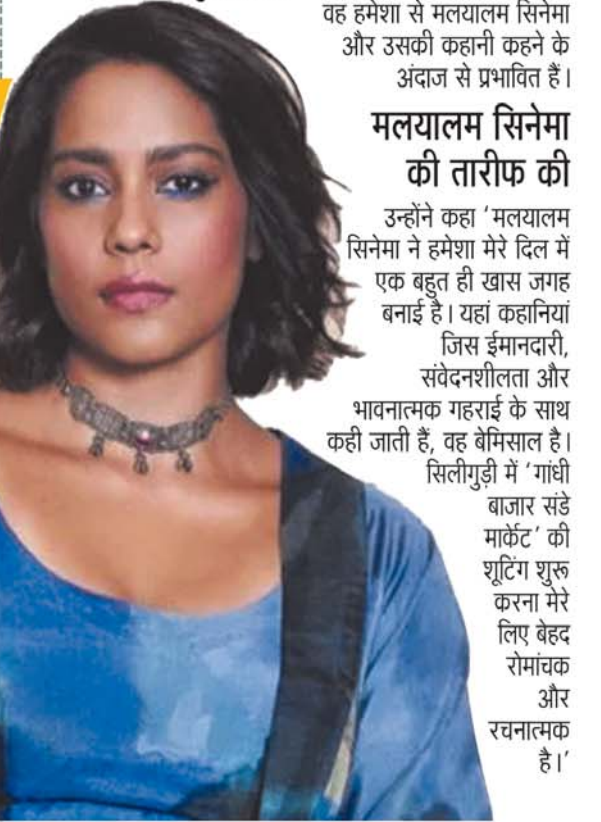 वह हमेशा से मलयालम सिनेमा
और उसकी कहानी कहने के
अंदाज से प्रभावित हैं।
मलयालम सिनेमा
की तारीफ की
उन्होंने कहा ‘मलयालम
सिनेमा ने हमेशा मेरे दिल में
एक बहुत ही खास जगह
बनाई है। यहां कहानियां
जिस ईमानदारी,
संवेदनशीलता और
भावनात्मक गहराई के साथ
कही जाती हैं, वह बेमिसाल है।
सिलीगुड़ी में ‘गांधी
बाजार संडे
मार्केट’ की
शूटिंग शुरू
करना मेरे
लिए बेहद
रोमांचक
और
रचनात्मक
है।’